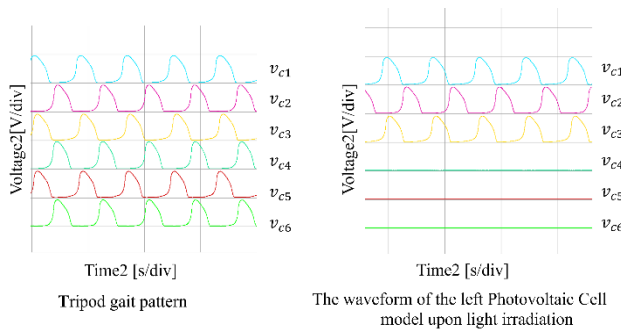 Voltage2[V/div]
v_c1
v_c2
v_c3
v_c4
v_c5
v_c6
Time2 [s/div]
Tripod gait pattern
Voltage2[V/div]
v_c1
v_c2
v_c3
v_c4
v_c5
v_c6
Time2 [s/div]
The waveform of the left Photovoltaic Cell
model upon light irradiation